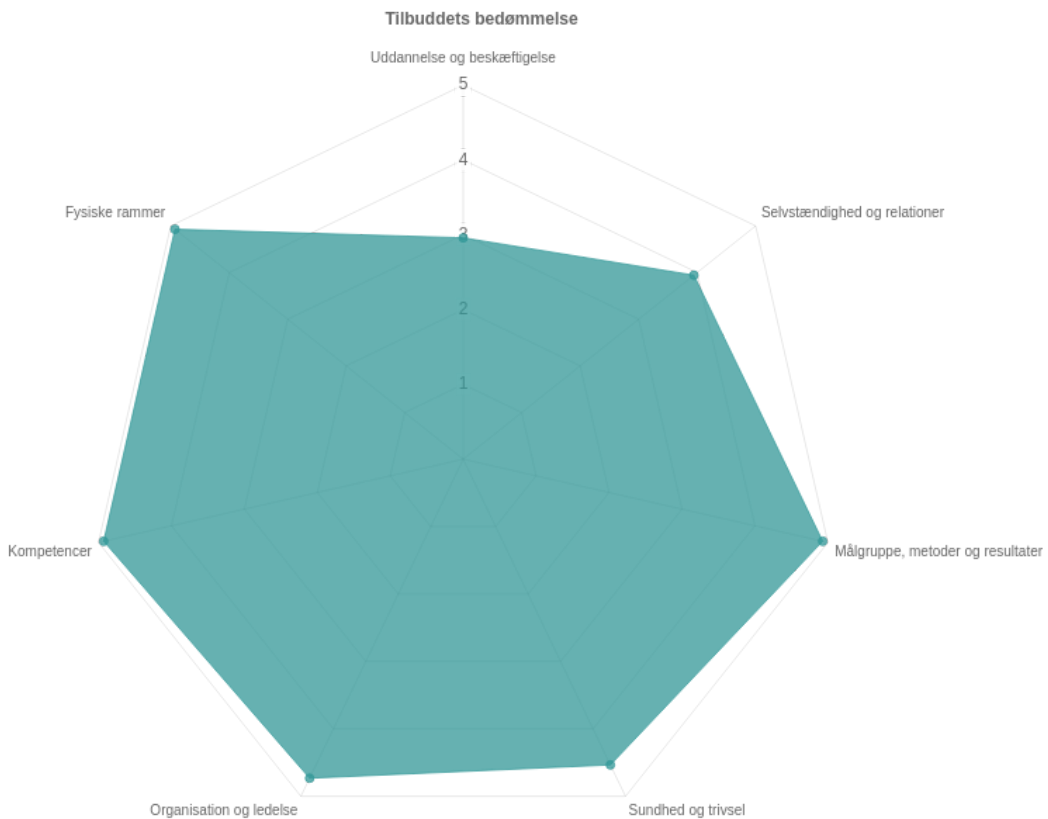 Tilbuddets bedømmelse
Uddannelse og beskæftigelse
5
4
3
2
1
Fysiske rammer
Selvstændighed og relationer
Kompetencer
Målgruppe, metoder og resultater
Organisation og ledelse
Sundhed og trivsel